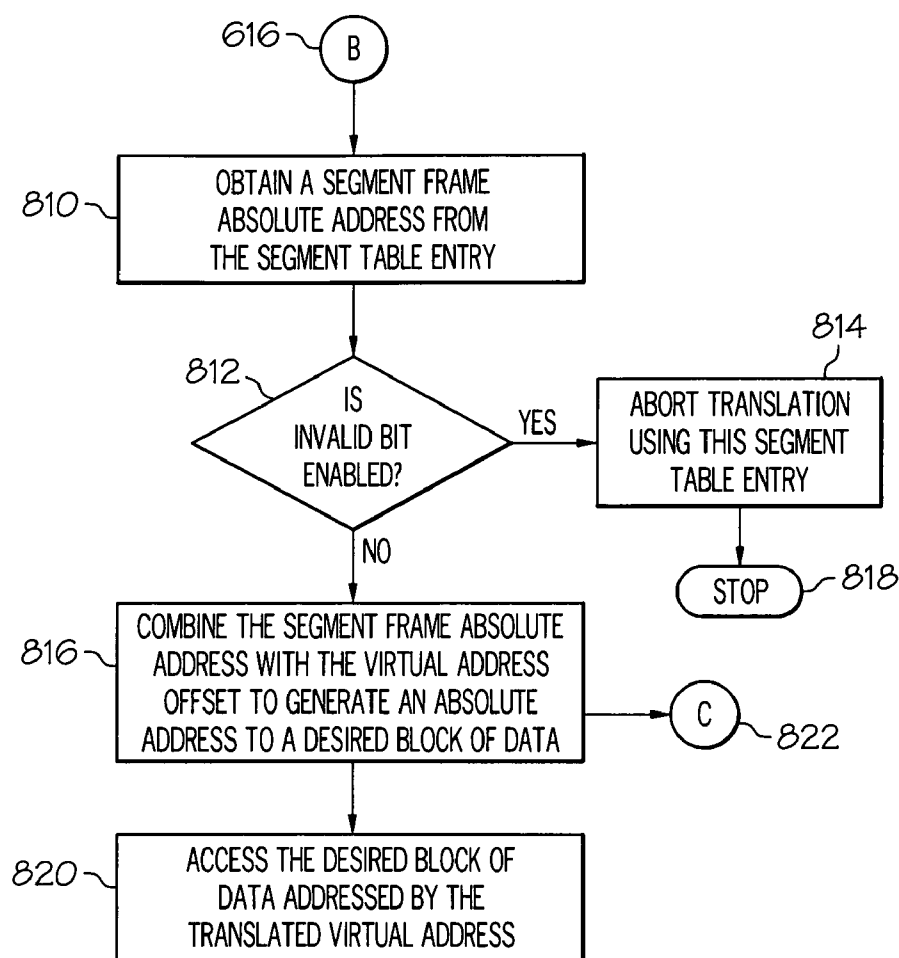 616
B
810
OBTAIN A SEGMENT FRAME
ABSOLUTE ADDRESS FROM
THE SEGMENT TABLE ENTRY
812
IS
INVALID BIT
ENABLED?
YES
814
ABORT TRANSLATION
USING THIS SEGMENT
TABLE ENTRY
STOP
818
NO
816
COMBINE THE SEGMENT FRAME ABSOLUTE
ADDRESS WITH THE VIRTUAL ADDRESS
OFFSET TO GENERATE AN ABSOLUTE
ADDRESS TO A DESIRED BLOCK OF DATA
C
822
820
ACCESS THE DESIRED BLOCK OF
DATA ADDRESSED BY THE
TRANSLATED VIRTUAL ADDRESS